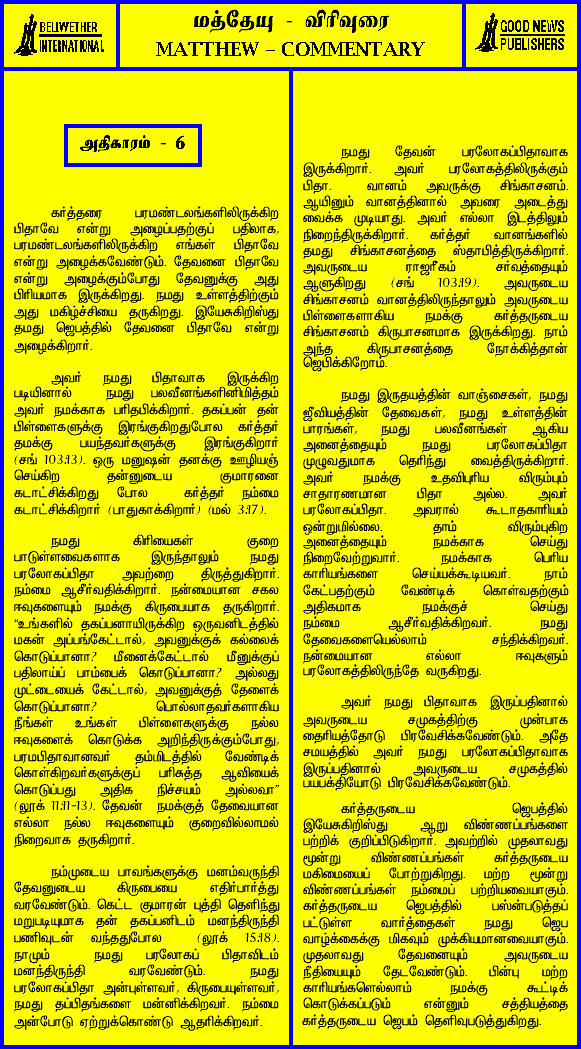 BELLWETHER
INTERNATIONAL
மத்தேயு - விரிவுரை
MATTHEW – COMMENTARY
GOOD NEWS
PUBLISHERS
அதிகாரம் - 6
கர்த்தரை பரமண்டலங்களிலிருக்கிற
பிதாவே என்று அழைப்பதற்குப் பதிலாக,
பரமண்டலங்களிலிருக்கிற எங்கள் பிதாவே
என்று அழைக்கவேண்டும். தேவனை பிதாவே
என்று அழைக்கும்போது தேவனுக்கு அது
பிரியமாக இருக்கிறது. நமது உள்ளத்திற்கும்
அது மகிழ்ச்சியை தருகிறது. இயேசுகிறிஸ்து
தமது ஜெபத்தில் தேவனை பிதாவே என்று
அழைக்கிறார்.
அவர் நமது பிதாவாக இருக்கிற
படியினால் நமது பலவீனங்களினிமித்தம்
அவர் நமக்காக பரிதபிக்கிறார். தகப்பன் தன்
பிள்ளைகளுக்கு இரங்குகிறதுபோல கர்த்தர்
தமக்கு பயந்தவர்களுக்கு இரங்குகிறார்
(சங் 103:13). ஒரு மனுஷன் தனக்கு ஊழியஞ்
செய்கிற தன்னுடைய குமாரனை
கடாட்சிக்கிறது போல கர்த்தர் நம்மை
கடாட்சிக்கிறார் (பாதுகாக்கிறார்) (மல் 3:17).
நமது கிரியைகள் குறை
பாடுள்ளவைகளாக இருந்தாலும் நமது
பரலோகப்பிதா அவற்றை திருத்துகிறார்.
நம்மை ஆசீர்வதிக்கிறார். நன்மையான சகல
ஈவுகளையும் நமக்கு கிருபையாக தருகிறார்.
"உங்களில் தகப்பனாயிருக்கிற ஒருவனிடத்தில்
மகன் அப்பங்கேட்டால், அவனுக்குக் கல்லைக்
கொடுப்பானா? மீனைக்கேட்டால் மீனுக்குப்
பதிலாய்ப் பாம்பைக் கொடுப்பானா? அல்லது
முட்டையைக் கேட்டால், அவனுக்குத் தேளைக்
கொடுப்பானா? பொல்லாதவர்களாகிய
நீங்கள் உங்கள் பிள்ளைகளுக்கு நல்ல
ஈவுகளைக் கொடுக்க அறிந்திருக்கும்போது,
பரமபிதாவானவர் தம்மிடத்தில் வேண்டிக்
கொள்கிறவர்களுக்குப் பரிசுத்த ஆவியைக்
கொடுப்பது அதிக நிச்சயம் அல்லவா"
(லூக் 11:11-13). தேவன் நமக்குத் தேவையான
எல்லா நல்ல ஈவுகளையும் குறைவில்லாமல்
நிறைவாக தருகிறார்.
நம்முடைய பாவங்களுக்கு மனம்வருந்தி
தேவனுடைய கிருபையை எதிர்பார்த்து
வரவேண்டும். கெட்ட குமாரன் புத்தி தெளிந்து
மறுபடியுமாக தன் தகப்பனிடம் மனந்திருந்தி
பணிவுடன் வந்ததுபோல (லூக் 15:18).
நாமும் நமது பரலோகப் பிதாவிடம்
மனந்திருந்தி வரவேண்டும். நமது
பரலோகப்பிதா அன்புள்ளவர், கிருபையுள்ளவர்,
நமது தப்பிதங்களை மன்னிக்கிறவர். நம்மை
அன்போடு ஏற்றுக்கொண்டு ஆதரிக்கிறவர்.
நமது தேவன் பரலோகப்பிதாவாக
இருக்கிறார். அவர் பரலோகத்திலிருக்கும்
பிதா. வானம் அவருக்கு சிங்காசனம்.
ஆயினும் வானத்தினால் அவரை அடைத்து
வைக்க முடியாது. அவர் எல்லா இடத்திலும்
நிறைந்திருக்கிறார். கர்த்தர் வானங்களில்
தமது சிங்காசனத்தை ஸ்தாபித்திருக்கிறார்.
அவருடைய ராஜரீகம் சர்வத்தையும்
ஆளுகிறது (சங் 103:19). அவருடைய
சிங்காசனம் வானத்திலிருந்தாலும் அவருடைய
பிள்ளைகளாகிய நமக்கு கர்த்தருடைய
சிங்காசனம் கிருபாசனமாக இருக்கிறது. நாம்
அந்த கிருபாசனத்தை நோக்கித்தான்
ஜெபிக்கிறோம்.
நமது இருதயத்தின் வாஞ்சைகள், நமது
ஜீவியத்தின் தேவைகள், நமது உள்ளத்தின்
பாரங்கள், நமது பலவீனங்கள் ஆகிய
அனைத்தையும் நமது பரலோகப்பிதா
முழுவதுமாக தெரிந்து வைத்திருக்கிறார்.
அவர் நமக்கு உதவிபுரிய விரும்பும்
சாதாரணமான பிதா அல்ல. அவர்
பரலோகப்பிதா. அவரால் கூடாதகாரியம்
ஒன்றுமில்லை. தாம் விரும்புகிற
அனைத்தையும் நமக்காக செய்து
நிறைவேற்றுவார். நமக்காக பெரிய
காரியங்களை செய்யக்கூடியவர். நாம்
கேட்பதற்கும் வேண்டிக் கொள்வதற்கும்
அதிகமாக நமக்குச் செய்து
நம்மை ஆசீர்வதிக்கிறவர். நமது
தேவைகளையெல்லாம் சந்திக்கிறவர்.
நன்மையான எல்லா ஈவுகளும்
பரலோகத்திலிருந்தே வருகிறது.
அவர் நமது பிதாவாக இருப்பதினால்
அவருடைய சமுகத்திற்கு முன்பாக
தைரியத்தோடு பிரவேசிக்கவேண்டும். அதே
சமயத்தில் அவர் நமது பரலோகப்பிதாவாக
இருப்பதினால் அவருடைய சமுகத்தில்
பயபக்தியோடு பிரவேசிக்கவேண்டும்.
கர்த்தருடைய ஜெபத்தில்
இயேசுகிறிஸ்து ஆறு விண்ணப்பங்களை
பற்றிக் குறிப்பிடுகிறார். அவற்றில் முதலாவது
மூன்று விண்ணப்பங்கள் கர்த்தருடைய
மகிமையைப் போற்றுகிறது. மற்ற மூன்று
விண்ணப்பங்கள் நம்மைப் பற்றியவையாகும்.
கர்த்தருடைய ஜெபத்தில் பயன்படுத்தப்
பட்டுள்ள வார்த்தைகள் நமது ஜெப
வாழ்க்கைக்கு மிகவும் முக்கியமானவையாகும்.
முதலாவது தேவனையும் அவருடைய
நீதியையும் தேடவேண்டும். பின்பு மற்ற
காரியங்களெல்லாம் நமக்கு கூட்டிக்
கொடுக்கப்படும் என்னும் சத்தியத்தை
கர்த்தருடைய ஜெபம் தெளிவுபடுத்துகிறது.